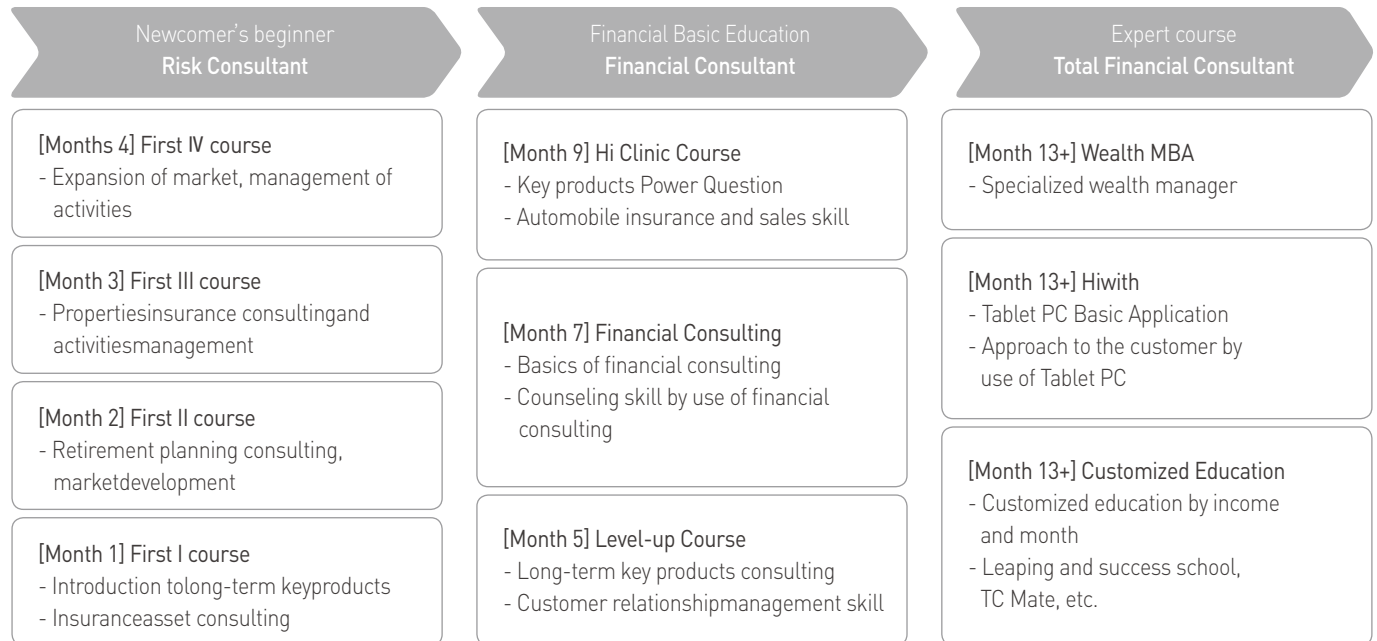 Newcomer's beginner
Risk Consultant
[Months 4] First Ⅳ course
- Expansion of market, management of
activities
[Month 3] First III course
- Propertiesinsurance consultingand
activitiesmanagement
[Month 2] First II course
- Retirement planning consulting,
marketdevelopment
[Month 1] First I course
- Introduction tolong-term keyproducts
- Insuranceasset consulting
Financial Basic Education
Financial Consultant
[Month 9] Hi Clinic Course
- Key products Power Question
- Automobile insurance and sales skill
[Month 7] Financial Consulting
- Basics of financial consulting
- Counseling skill by use of financial
consulting
[Month 5] Level-up Course
- Long-term key products consulting
- Customer relationshipmanagement skill
Expert course
Total Financial Consultant
[Month 13+] Wealth MBA
- Specialized wealth manager
[Month 13+] Hiwith
- Tablet PC Basic Application
- Approach to the customer by
use of Tablet PC
[Month 13+] Customized Education
- Customized education by income
and month
- Leaping and success school,
TC Mate, etc.